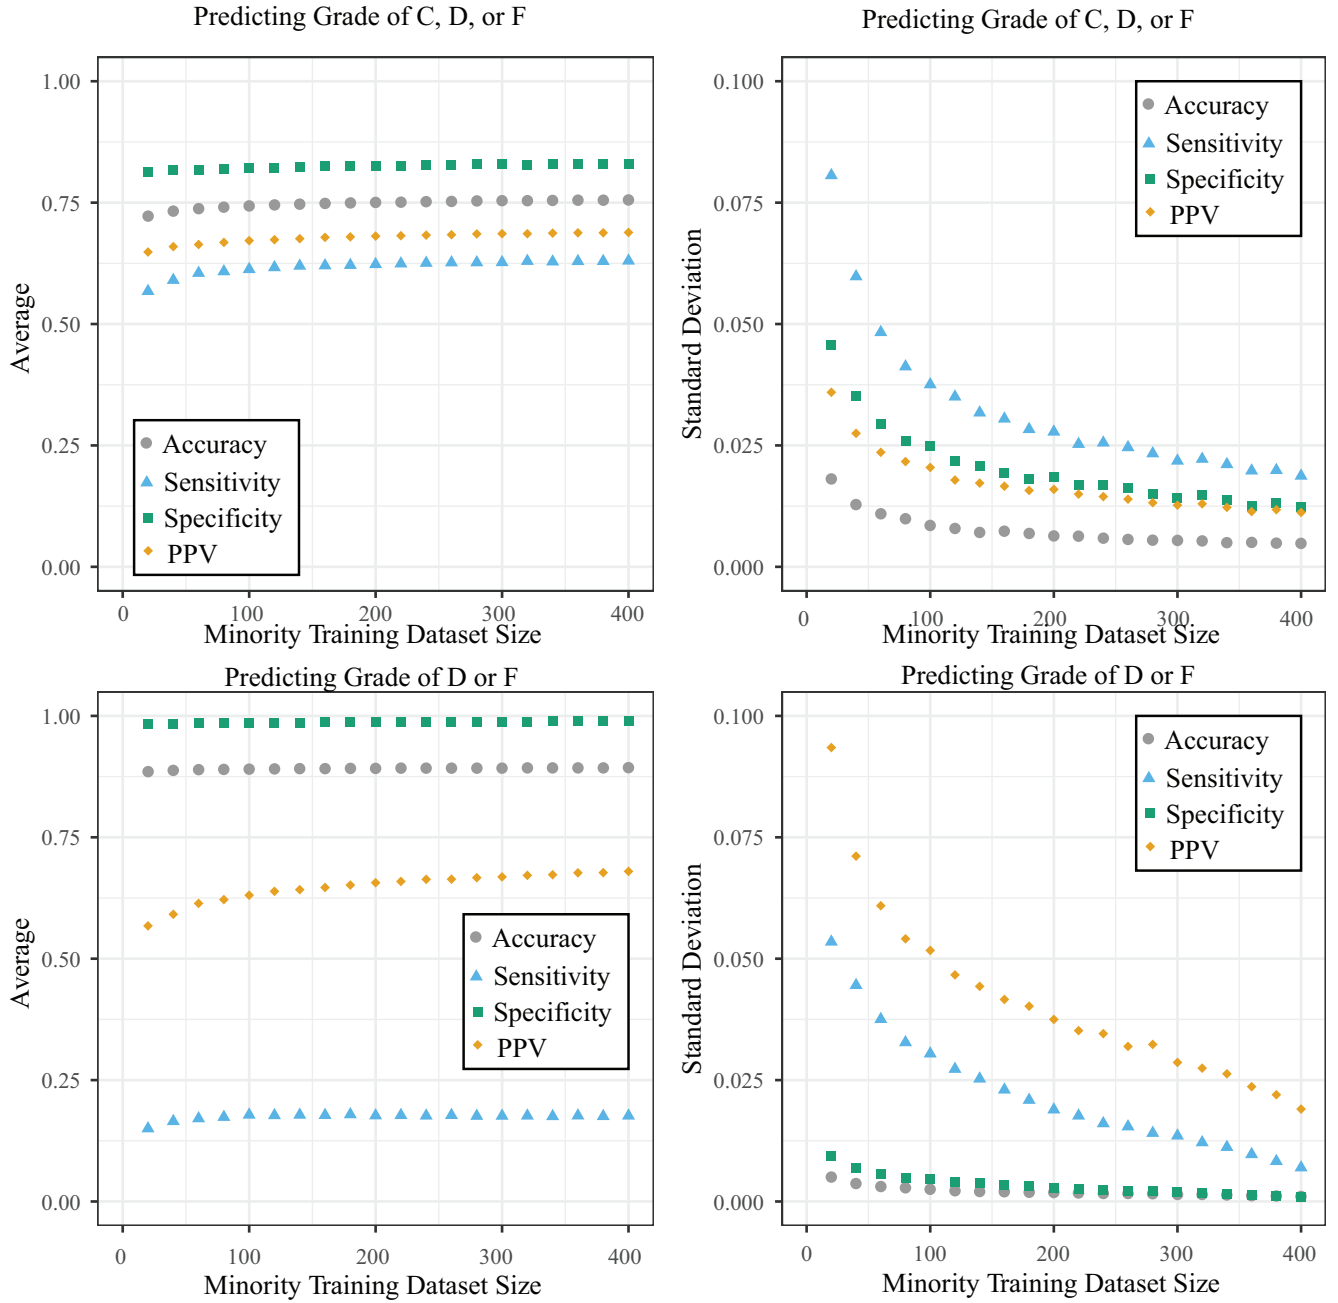 Predicting Grade of C, D, or F
1.00
0.75
0.50
0.25
0.00
Average
Accuracy
Sensitivity
Specificity
PPV
0 100 200 300 400
Minority Training Dataset Size
Predicting Grade of C, D, or F
0.100
0.075
0.050
0.025
0.000
Standard Deviation
Accuracy
Sensitivity
Specificity
PPV
0 100 200 300 400
Minority Training Dataset Size
Predicting Grade of D or F
1.00
0.75
0.50
0.25
0.00
Average
Accuracy
Sensitivity
Specificity
PPV
0 100 200 300 400
Minority Training Dataset Size
Predicting Grade of D or F
0.100
0.075
0.050
0.025
0.000
Standard Deviation
Accuracy
Sensitivity
Specificity
PPV
0 100 200 300 400
Minority Training Dataset Size